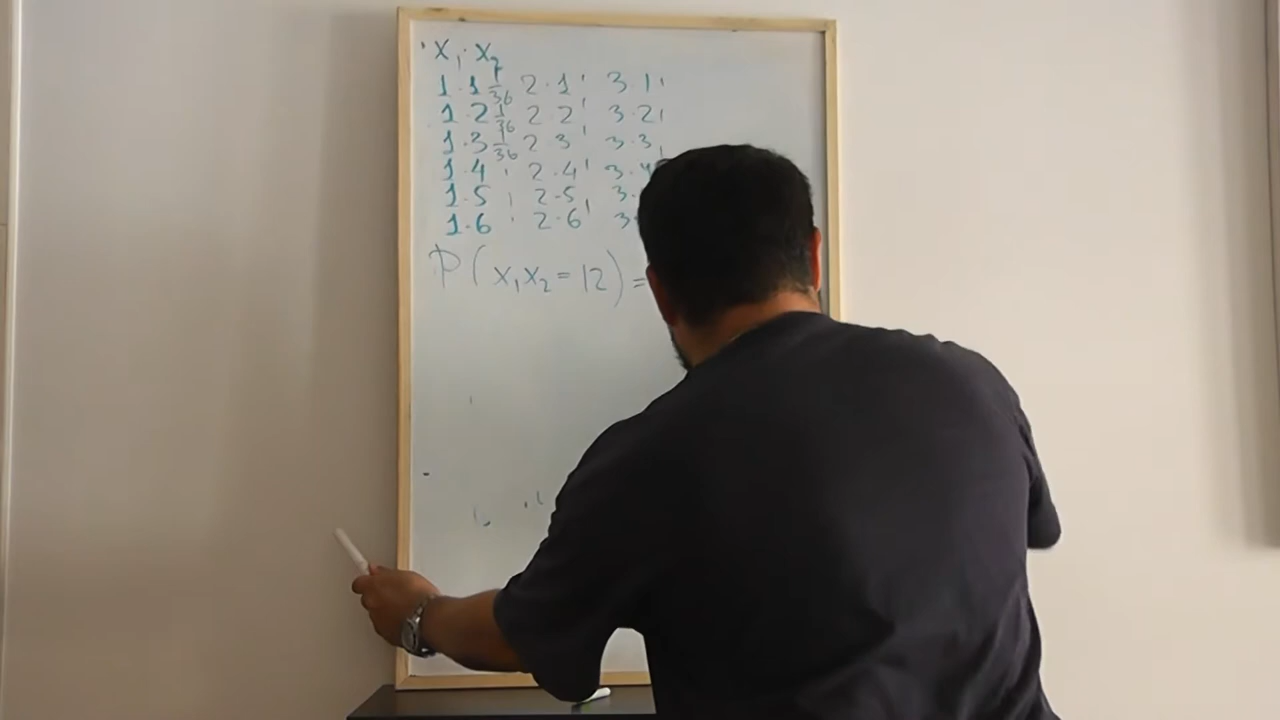 X₁·X₂
1·1 1/36 2·1 ' 3·1 '
1·2 1/36 2·2 ' 3·2 '
1·3 1/36 2 3 ' 3·3 '
1·4 ' 2·4 ' 3·4
1·5 ' 2·5 ' 3·
1·6 ' 2·6 3
P(X₁X₂=12)=